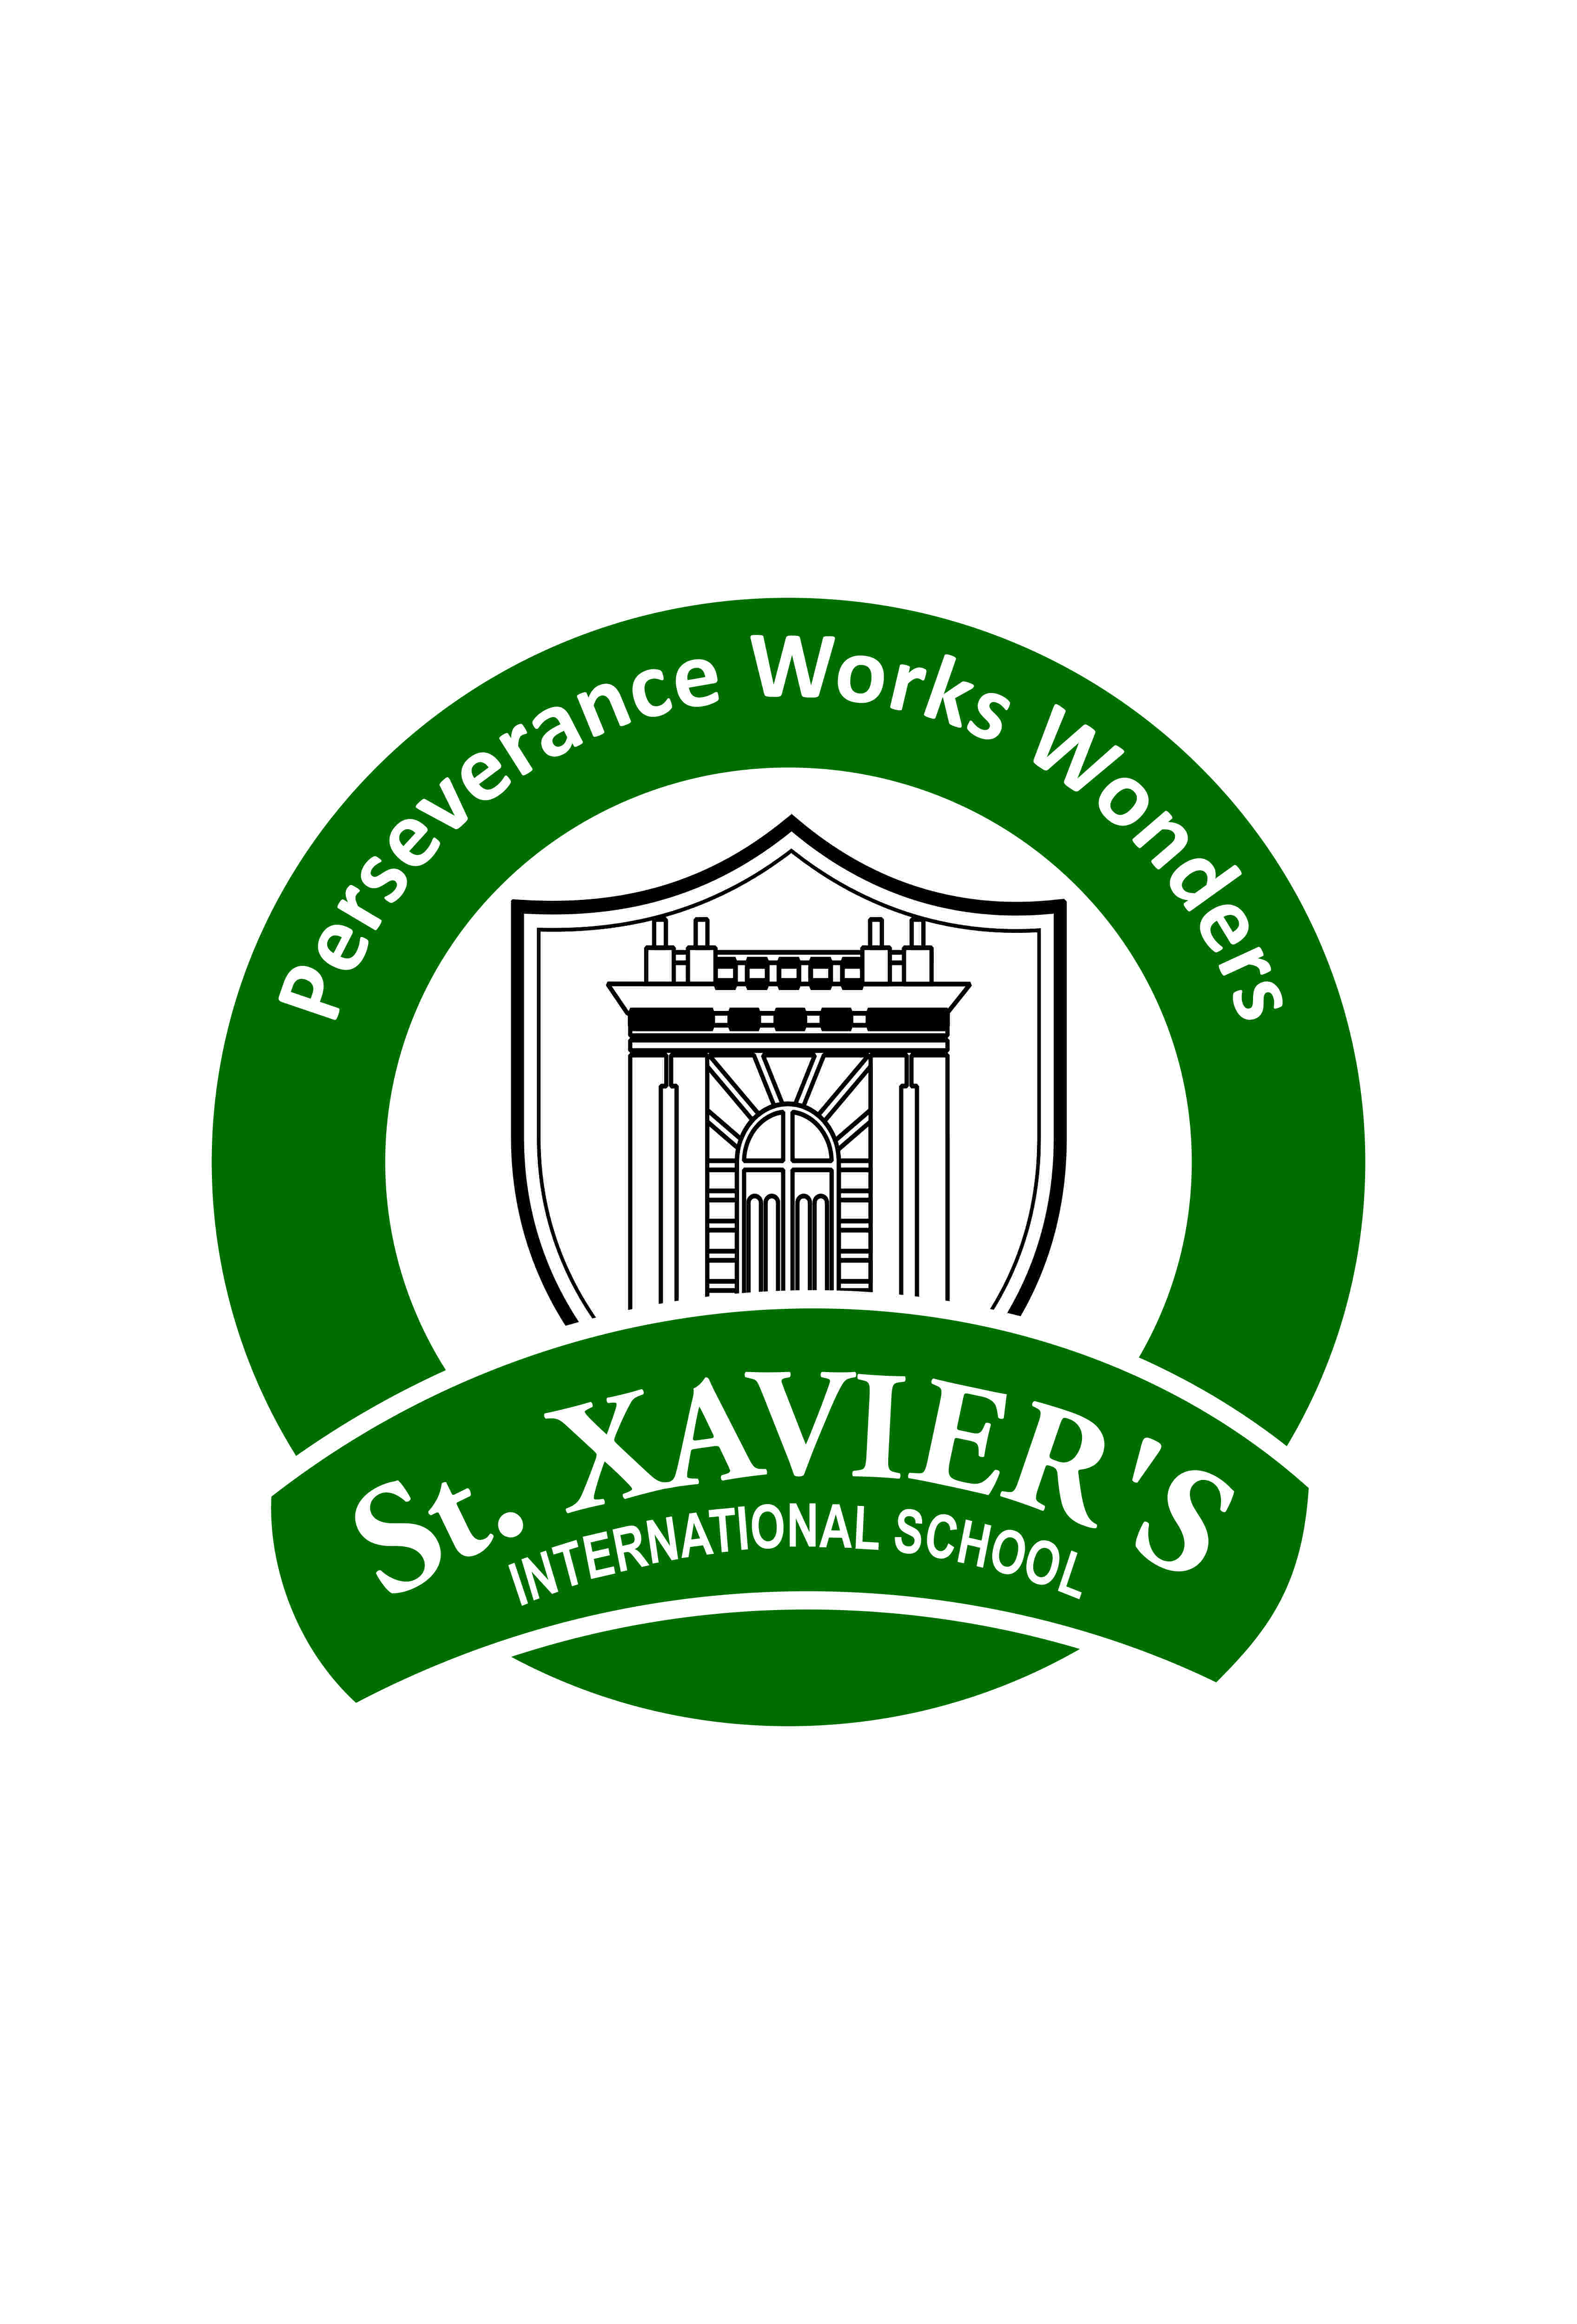 Perseverance Works Wonders
St. XAVIER'S
INTERNATIONAL SCHOOL